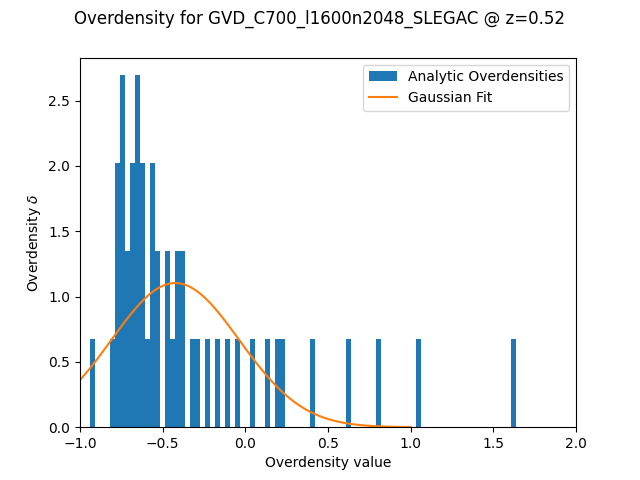 Overdensity for GVD_C700_l1600n2048_SLEGAC @ z=0.52
Analytic Overdensities
Gaussian Fit
Overdensity δ
2.5
2.0
1.5
1.0
0.5
0.0
−1.0 −0.5 0.0 0.5 1.0 1.5 2.0
Overdensity value